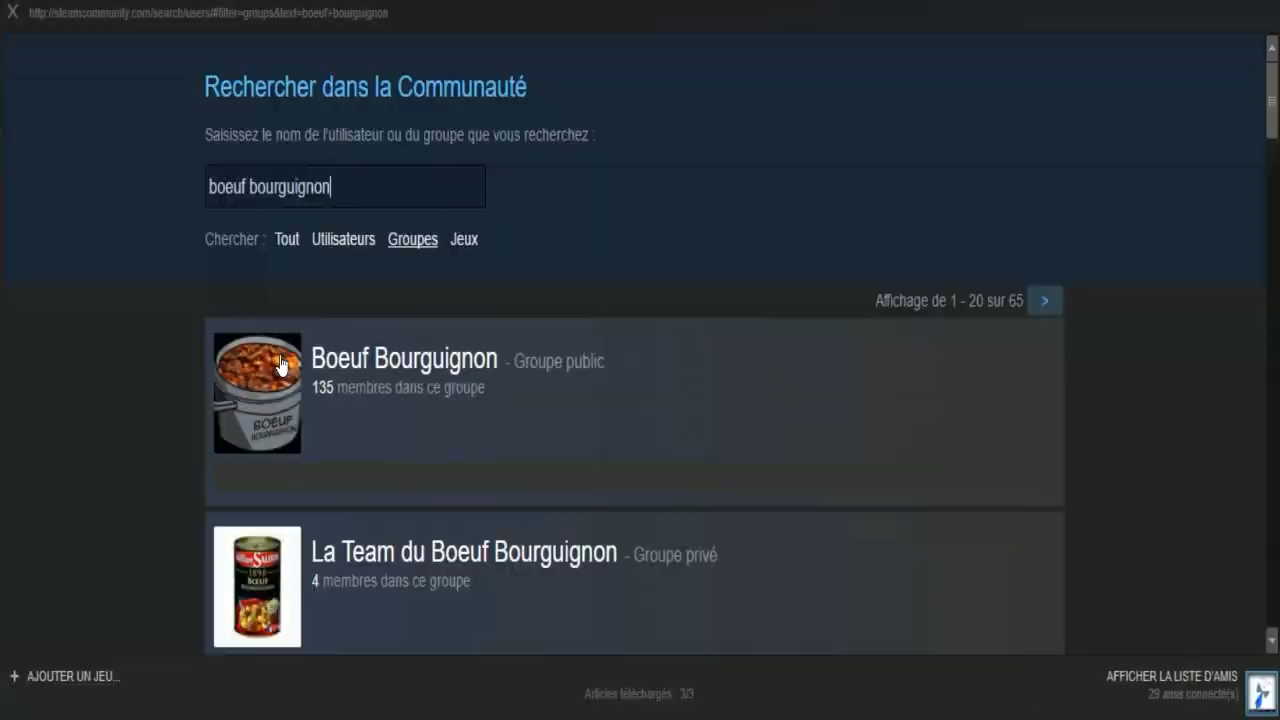 X http://steamcommunity.com/search/users/#filter=groups&text=boeuf+bourguignon
Rechercher dans la Communauté
Saisissez le nom de l'utilisateur ou du groupe que vous recherchez :
boeuf bourguignon
Chercher : Tout Utilisateurs Groupes Jeux
Affichage de 1 - 20 sur 65 >
Boeuf Bourguignon - Groupe public
135 membres dans ce groupe
BOEUF
BOURGUIGNON
La Team du Boeuf Bourguignon - Groupe privé
4 membres dans ce groupe
+ AJOUTER UN JEU...
AFFICHER LA LISTE D'AMIS
Articles téléchargés 3/3
29 amis connecté(s)